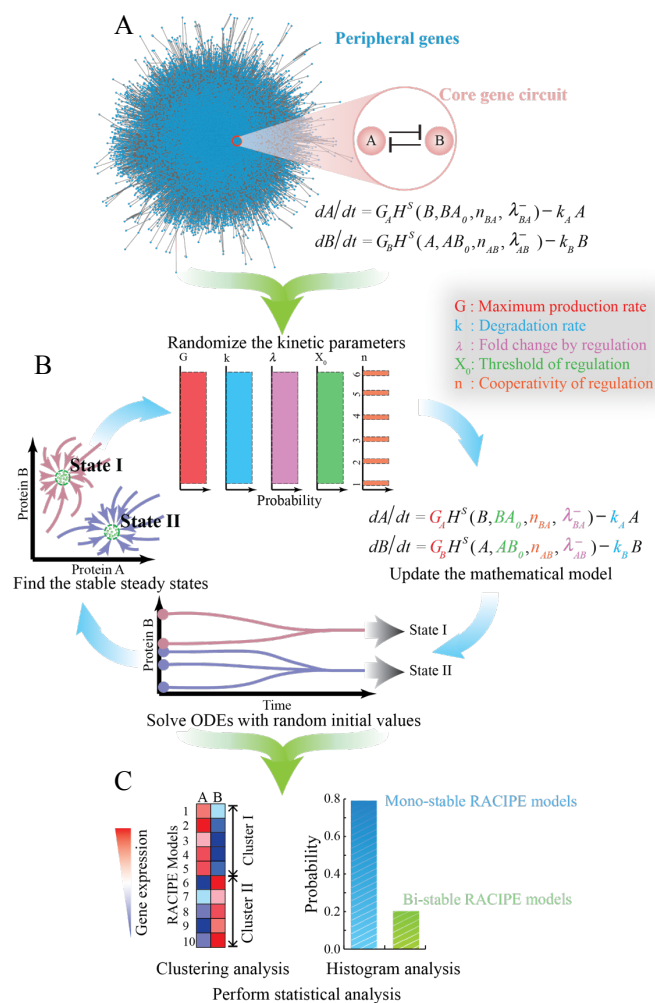 A
Peripheral genes
Core gene circuit
A
B
dA/dt = G_A H^S (B, BA_0, n_BA, λ_BA^-) − k_A A
dB/dt = G_B H^S (A, AB_0, n_AB, λ_AB^-) − k_B B
G : Maximum production rate
k : Degradation rate
λ : Fold change by regulation
X_0: Threshold of regulation
n : Cooperativity of regulation
Randomize the kinetic parameters
B
G k λ X_0 n
6
5
4
3
2
1
Probability
Protein B
State I
State II
Protein A
Find the stable steady states
dA/dt = G_A H^S (B, BA_0, n_BA, λ_BA^-) − k_A A
dB/dt = G_B H^S (A, AB_0, n_AB, λ_AB^-) − k_B B
Update the mathematical model
Protein B
State I
State II
Time
Solve ODEs with random initial values
C
Gene expression
RACIPE Models
A B
1
2
3
4
5
6
7
8
9
10
Cluster I
Cluster II
Clustering analysis
Probability
0.8
0.6
0.4
0.2
0.0
Mono-stable RACIPE models
Bi-stable RACIPE models
Histogram analysis
Perform statistical analysis